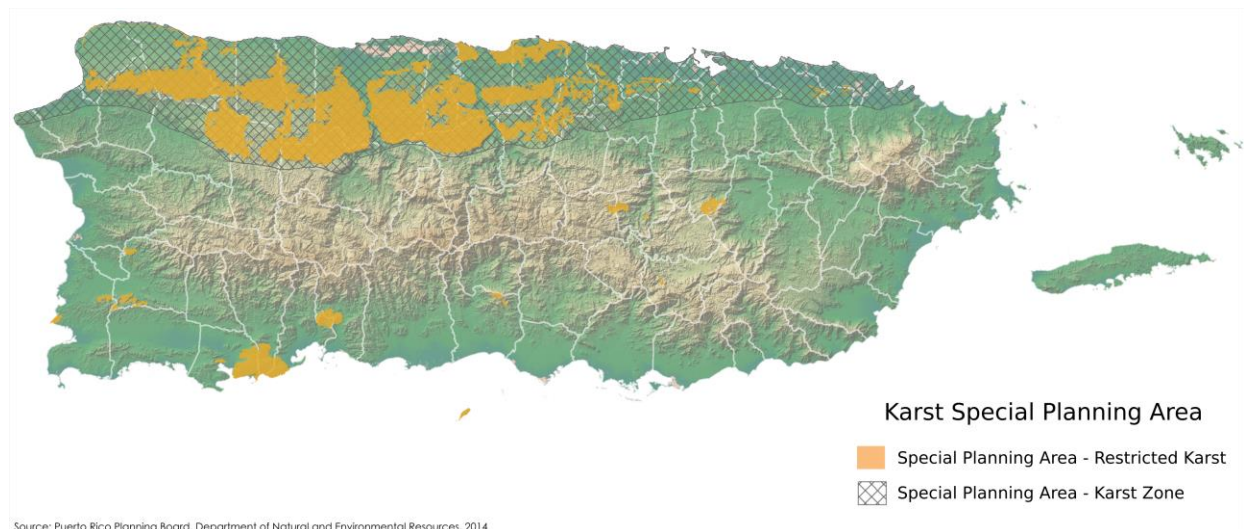 Karst Special Planning Area
Special Planning Area - Restricted Karst
Special Planning Area - Karst Zone
Source: Puerto Rico Planning Board, Department of Natural and Environmental Resources, 2014